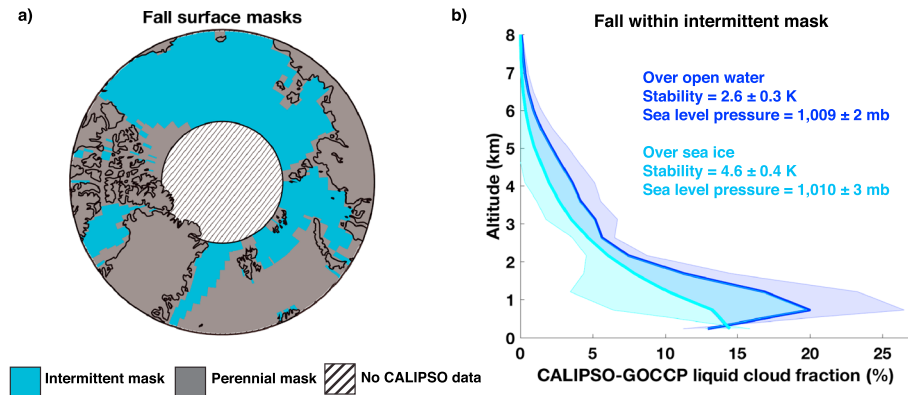 a)
Fall surface masks
Intermittent mask
Perennial mask
No CALIPSO data
b)
Fall within intermittent mask
8
7
6
5
4
3
2
1
0
Altitude (km)
Over open water
Stability = 2.6 ± 0.3 K
Sea level pressure = 1,009 ± 2 mb
Over sea ice
Stability = 4.6 ± 0.4 K
Sea level pressure = 1,010 ± 3 mb
0 5 10 15 20 25
CALIPSO-GOCCP liquid cloud fraction (%)